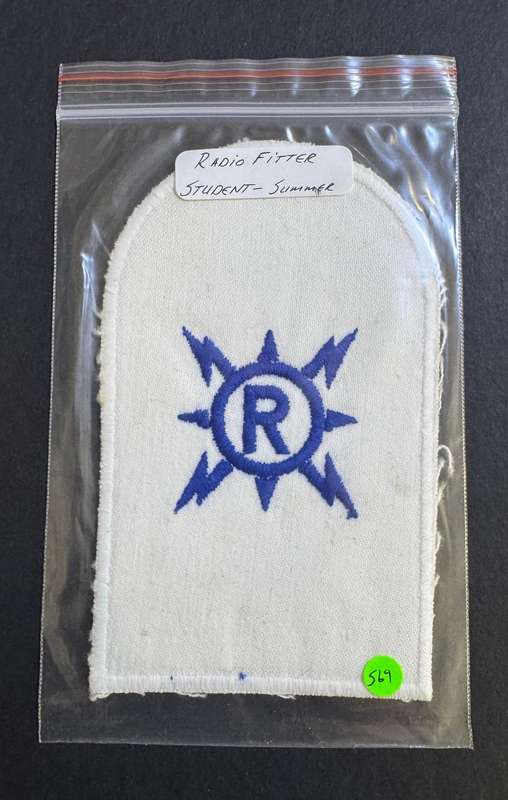 RADIO FITTER
STUDENT - SUMMER
R
569